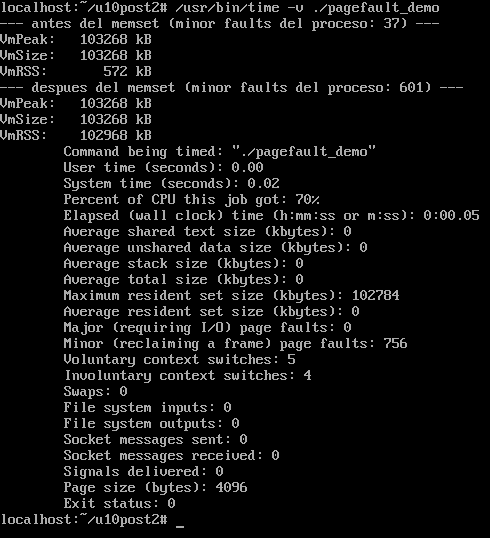 localhost:~/u10post2# /usr/bin/time -v ./pagefault_demo
--- antes del memset (minor faults del proceso: 37) ---
VmPeak:   103268 kB
VmSize:   103268 kB
VmRSS:       572 kB
--- despues del memset (minor faults del proceso: 601) ---
VmPeak:   103268 kB
VmSize:   103268 kB
VmRSS:    102968 kB
        Command being timed: "./pagefault_demo"
        User time (seconds): 0.00
        System time (seconds): 0.02
        Percent of CPU this job got: 70%
        Elapsed (wall clock) time (h:mm:ss or m:ss): 0:00.05
        Average shared text size (kbytes): 0
        Average unshared data size (kbytes): 0
        Average stack size (kbytes): 0
        Average total size (kbytes): 0
        Maximum resident set size (kbytes): 102784
        Average resident set size (kbytes): 0
        Major (requiring I/O) page faults: 0
        Minor (reclaiming a frame) page faults: 756
        Voluntary context switches: 5
        Involuntary context switches: 4
        Swaps: 0
        File system inputs: 0
        File system outputs: 0
        Socket messages sent: 0
        Socket messages received: 0
        Signals delivered: 0
        Page size (bytes): 4096
        Exit status: 0
localhost:~/u10post2# _